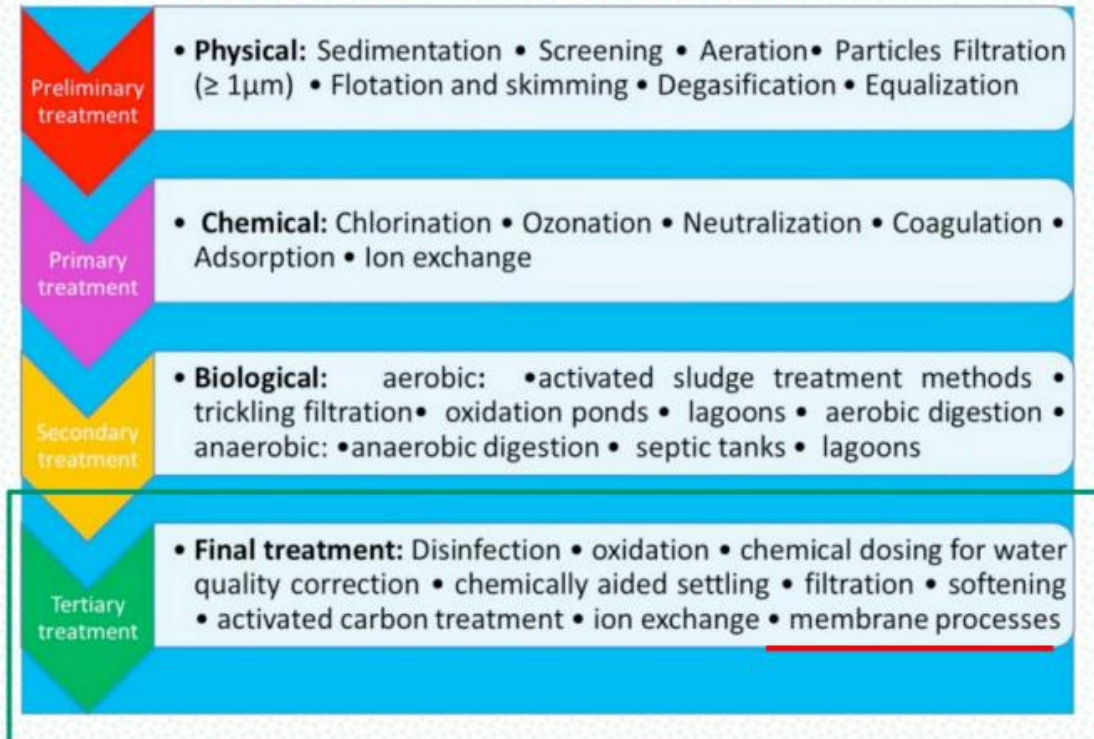 Preliminary
treatment
• Physical: Sedimentation • Screening • Aeration• Particles Filtration
(≥ 1µm) • Flotation and skimming • Degasification • Equalization
Primary
treatment
• Chemical: Chlorination • Ozonation • Neutralization • Coagulation •
Adsorption • Ion exchange
Secondary
treatment
• Biological: aerobic: •activated sludge treatment methods •
trickling filtration• oxidation ponds • lagoons • aerobic digestion •
anaerobic: •anaerobic digestion • septic tanks • lagoons
Tertiary
treatment
• Final treatment: Disinfection • oxidation • chemical dosing for water
quality correction • chemically aided settling • filtration • softening
• activated carbon treatment • ion exchange • membrane processes